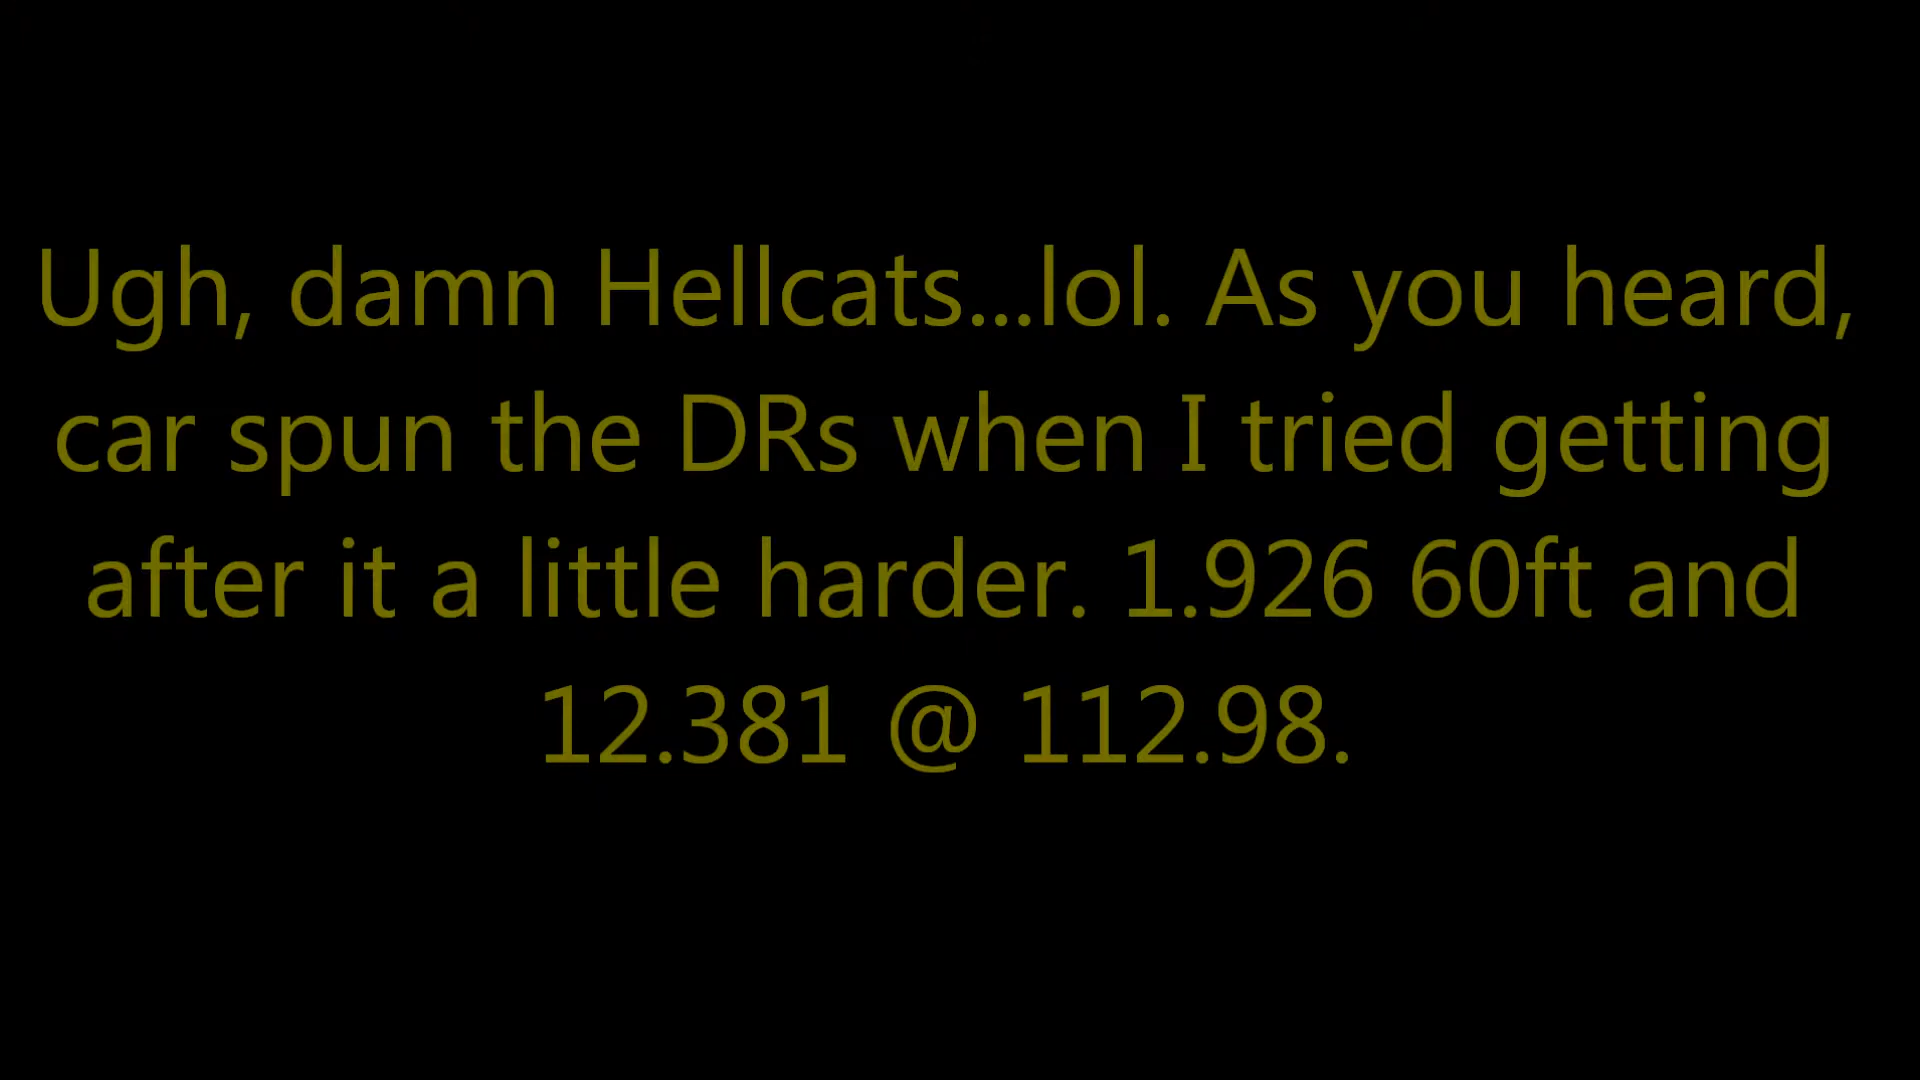 Ugh, damn Hellcats...lol. As you heard,
car spun the DRs when I tried getting
after it a little harder. 1.926 60ft and
12.381 @ 112.98.